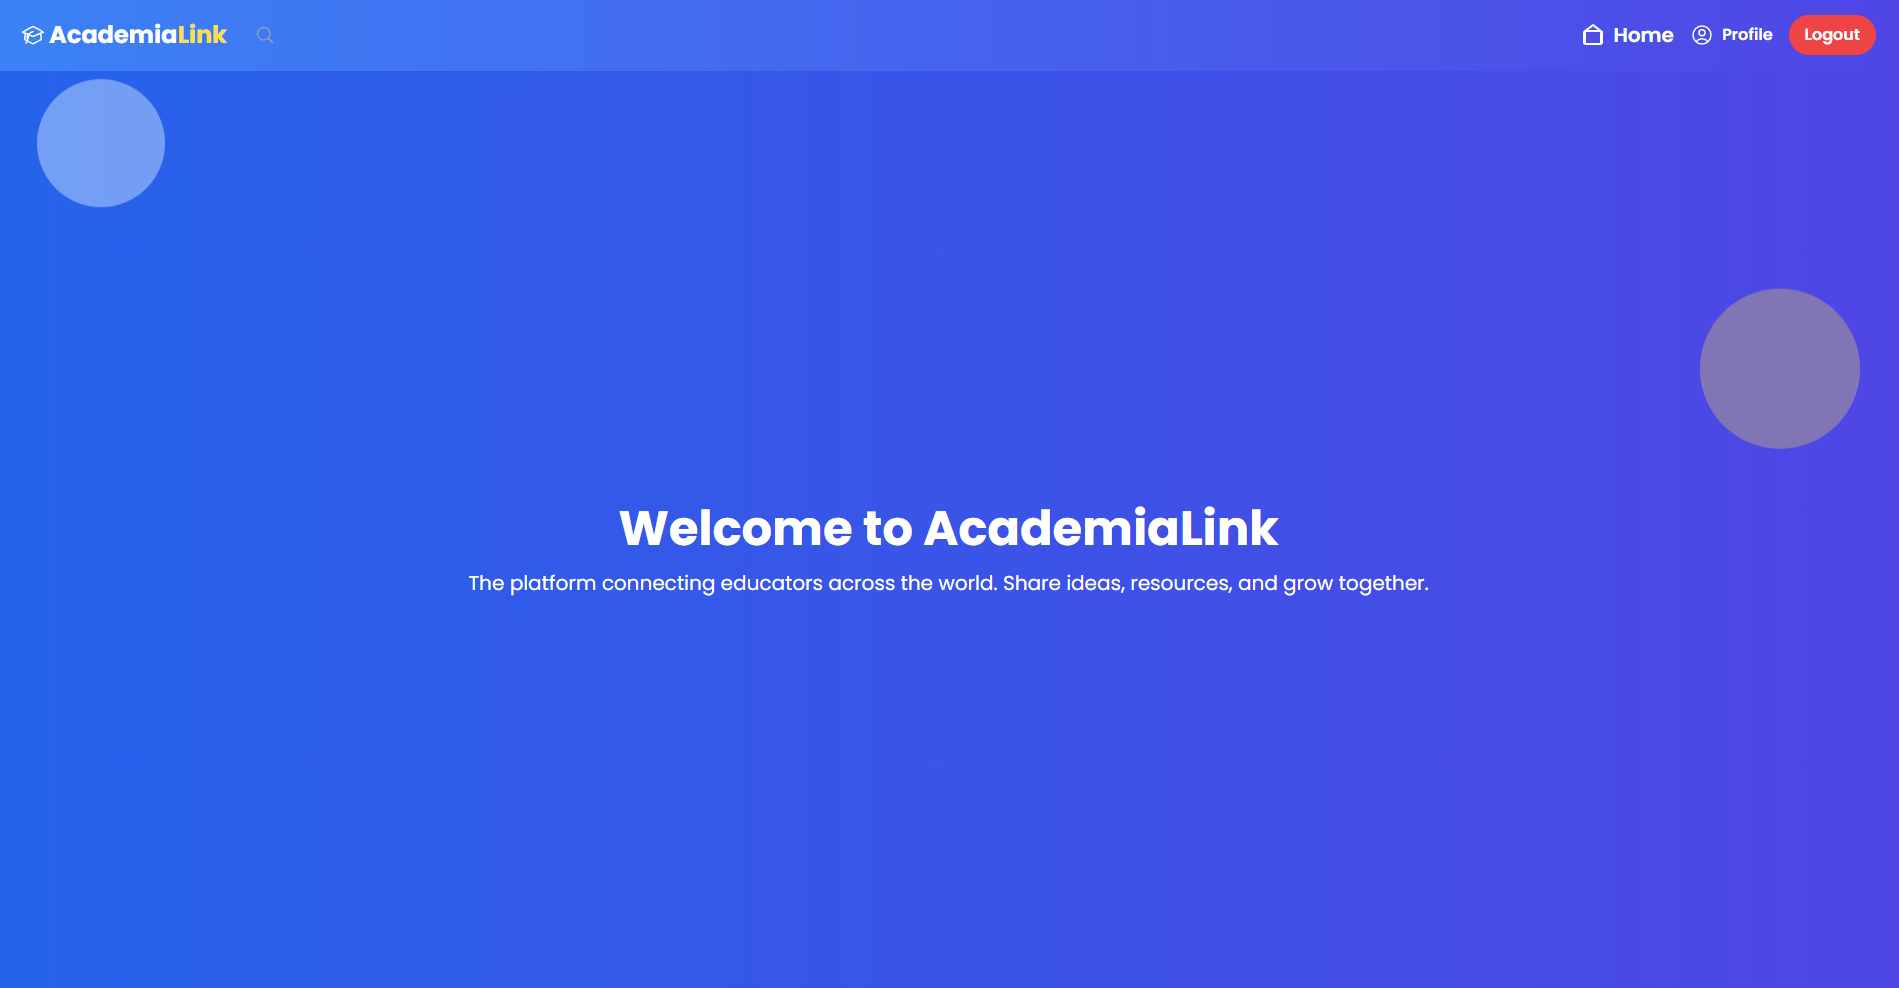 AcademiaLink
Home
Profile
Logout
Welcome to AcademiaLink
The platform connecting educators across the world. Share ideas, resources, and grow together.